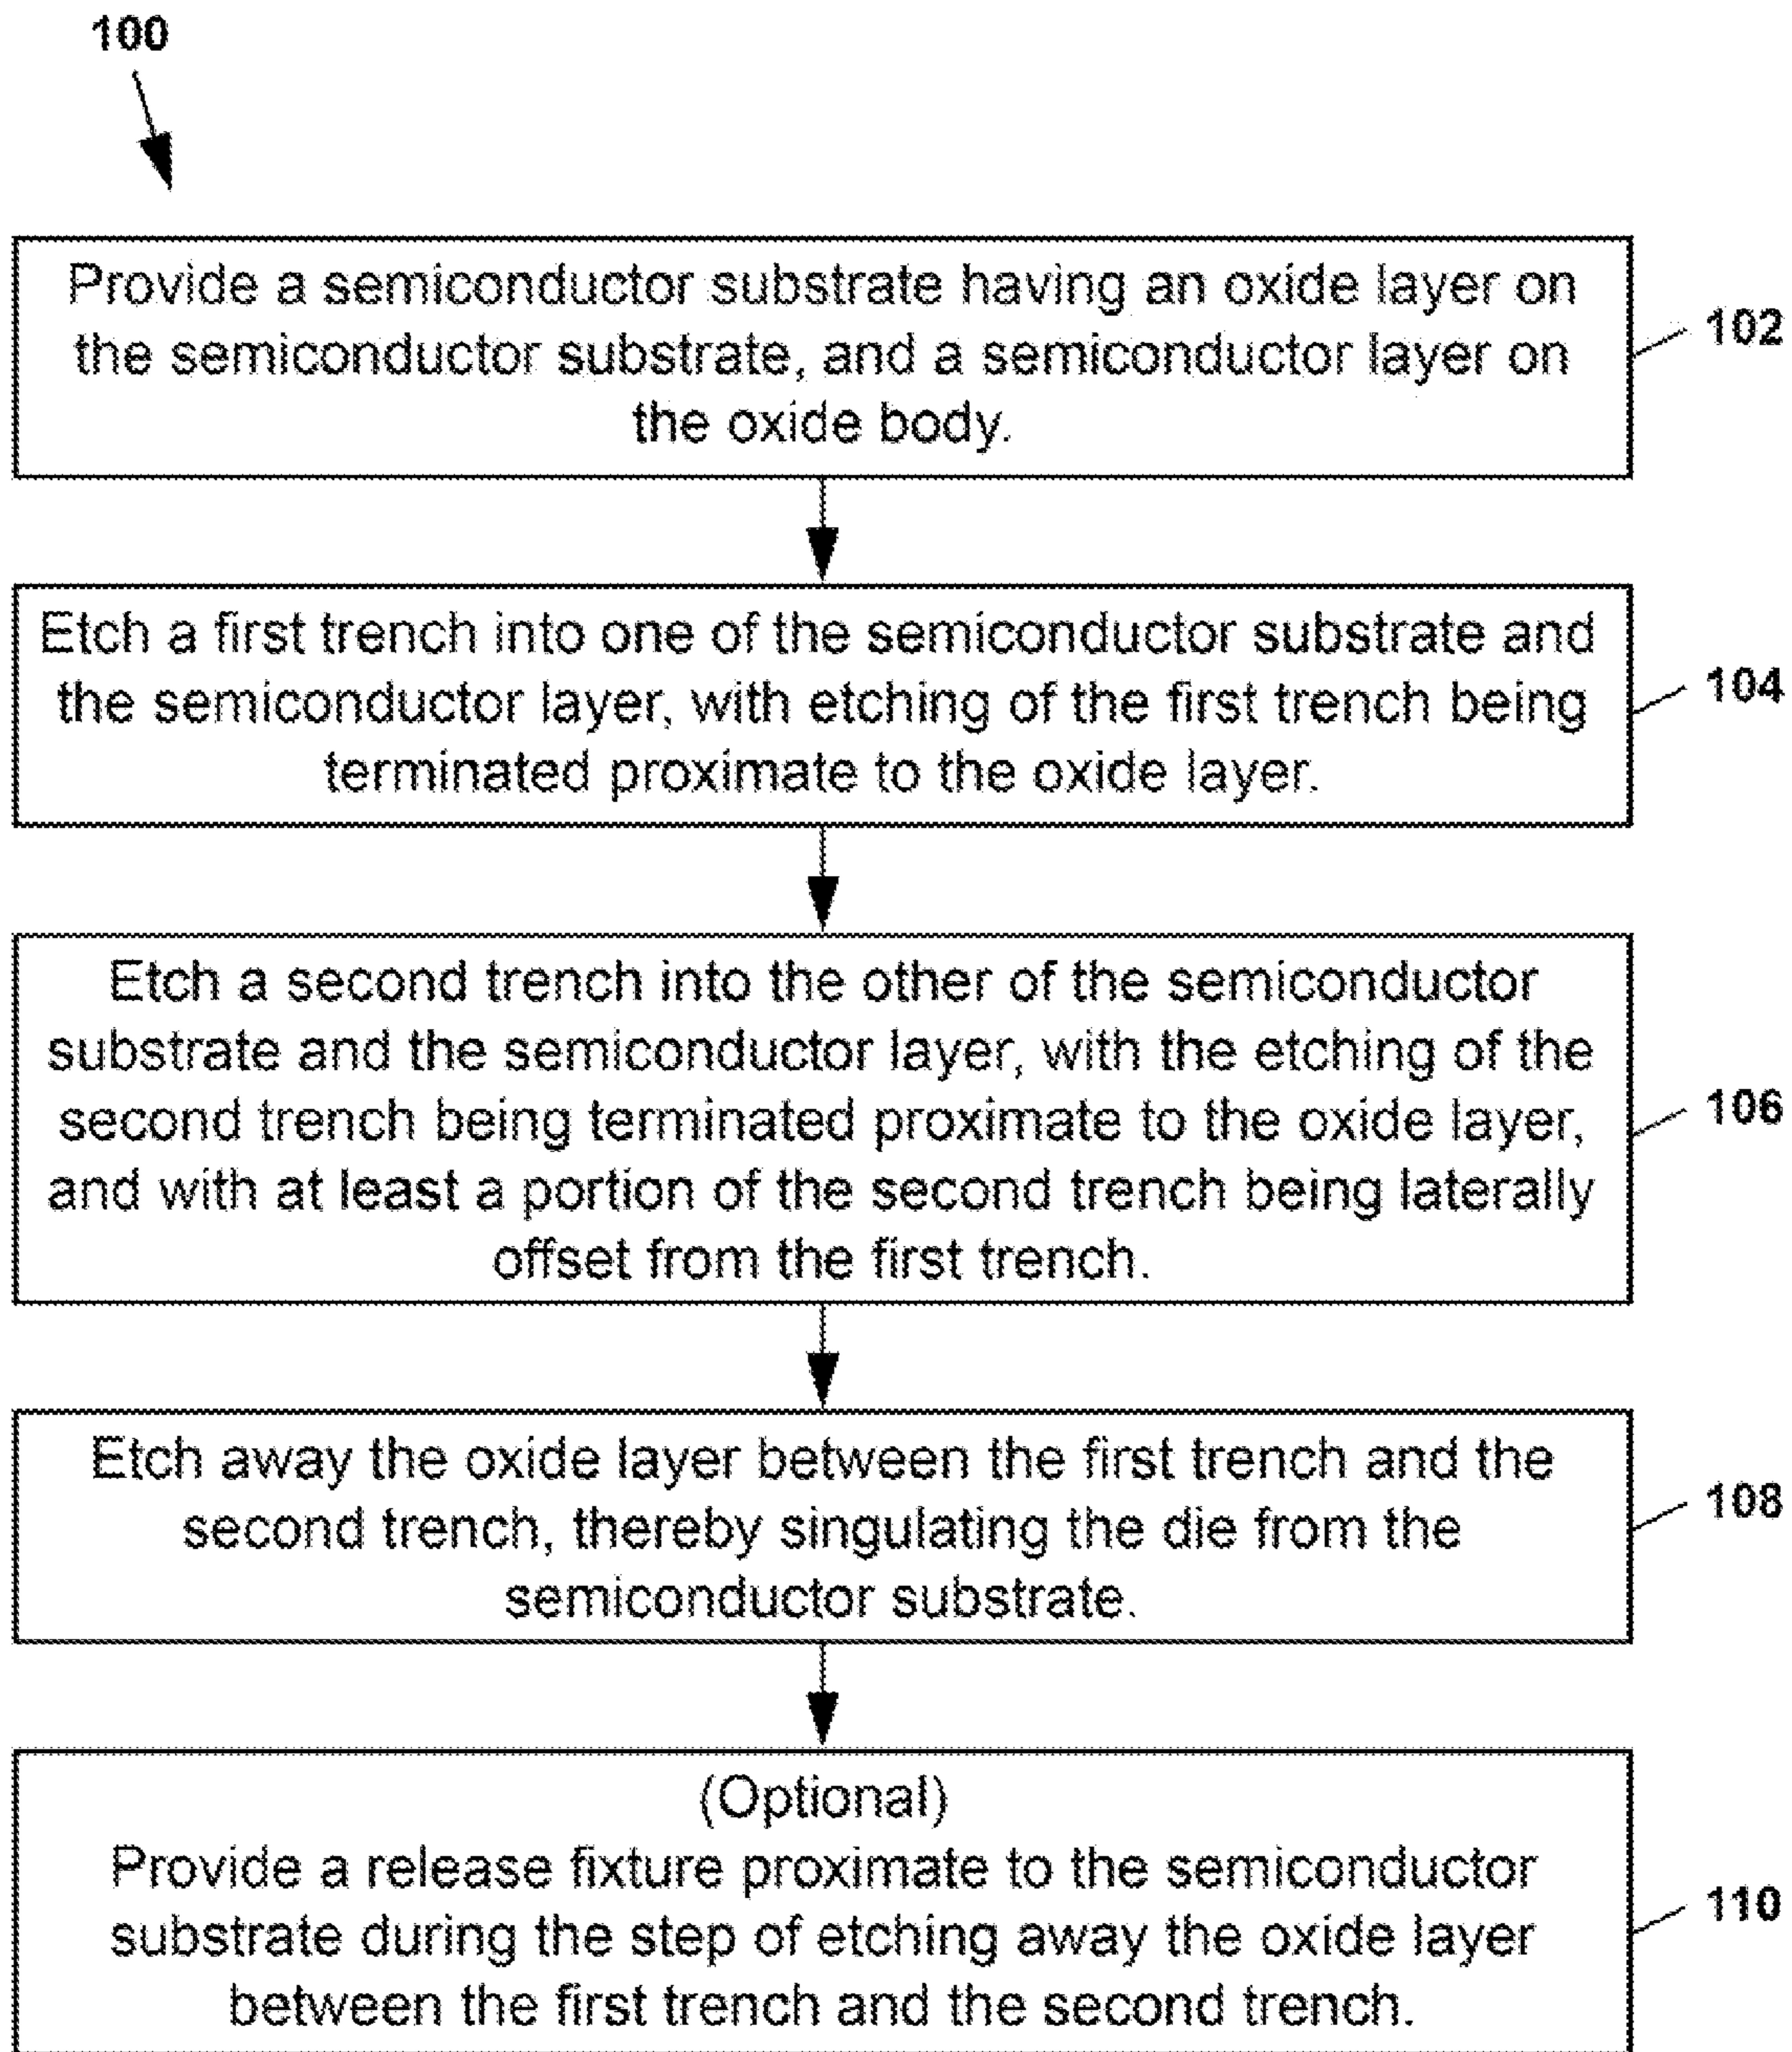 100
Provide a semiconductor substrate having an oxide layer on
the semiconductor substrate, and a semiconductor layer on
the oxide body.
102
Etch a first trench into one of the semiconductor substrate and
the semiconductor layer, with etching of the first trench being
terminated proximate to the oxide layer.
104
Etch a second trench into the other of the semiconductor
substrate and the semiconductor layer, with the etching of the
second trench being terminated proximate to the oxide layer,
and with at least a portion of the second trench being laterally
offset from the first trench.
106
Etch away the oxide layer between the first trench and the
second trench, thereby singulating the die from the
semiconductor substrate.
108
(Optional)
Provide a release fixture proximate to the semiconductor
substrate during the step of etching away the oxide layer
between the first trench and the second trench.
110